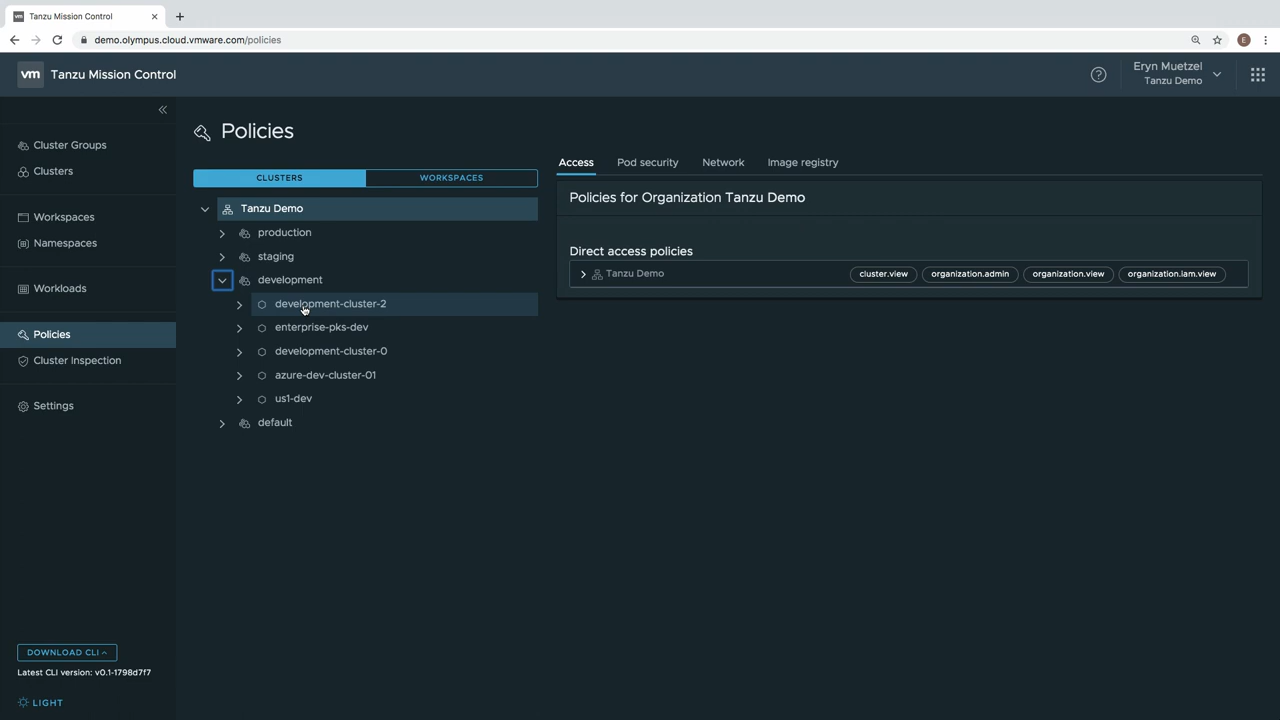 vm Tanzu Mission Control
demo.olympus.cloud.vmware.com/policies
E
vm Tanzu Mission Control
Eryn Muetzel
Tanzu Demo
Cluster Groups
Clusters
Workspaces
Namespaces
Workloads
Policies
Cluster Inspection
Settings
DOWNLOAD CLI
Latest CLI version: v0.1-1798d7f7
LIGHT
Policies
CLUSTERS WORKSPACES
Tanzu Demo
production
staging
development
development-cluster-2
enterprise-pks-dev
development-cluster-0
azure-dev-cluster-01
us1-dev
default
Access Pod security Network Image registry
Policies for Organization Tanzu Demo
Direct access policies
Tanzu Demo cluster.view organization.admin organization.view organization.iam.view